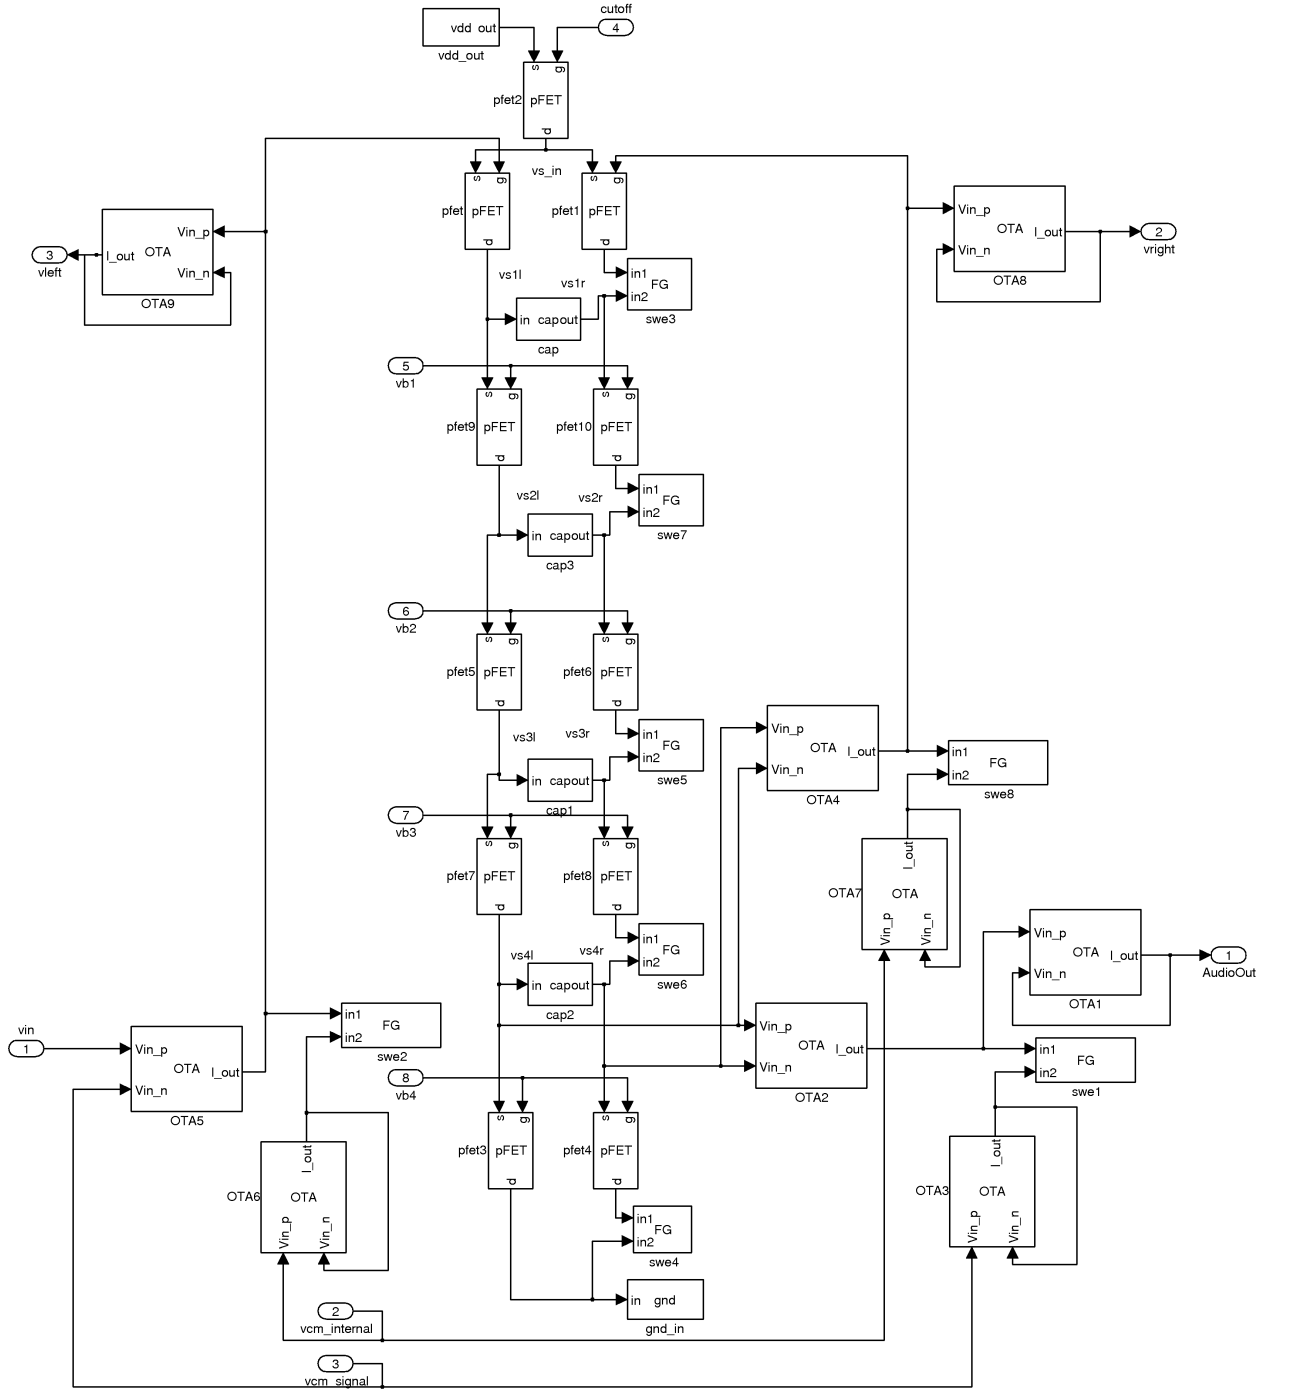 cutoff
4
vdd out
vdd_out
s
g
pfet2
pFET
d
vs_in
s
g
pfet
pFET
d
s
g
pfet1
pFET
d
Vin_p
I_out
OTA
Vin_n
OTA9
3
vleft
Vin_p
OTA
I_out
Vin_n
OTA8
2
vright
vs1l
vs1r
in1
FG
in2
swe3
in capout
cap
5
vb1
s
g
pfet9
pFET
d
s
g
pfet10
pFET
d
vs2l
vs2r
in1
FG
in2
swe7
in capout
cap3
6
vb2
s
g
pfet5
pFET
d
s
g
pfet6
pFET
d
vs3l
vs3r
in1
FG
in2
swe5
in capout
cap1
7
vb3
s
g
pfet7
pFET
d
s
g
pfet8
pFET
d
Vin_p
OTA
I_out
Vin_n
OTA4
in1
FG
in2
swe8
I_out
OTA7
OTA
Vin_p
Vin_n
vs4l
vs4r
in1
FG
in2
swe6
in capout
cap2
Vin_p
OTA
I_out
Vin_n
OTA1
1
AudioOut
vin
1
Vin_p
OTA
I_out
Vin_n
OTA5
in1
FG
in2
swe2
Vin_p
OTA
I_out
Vin_n
OTA2
in1
FG
in2
swe1
8
vb4
s
g
pfet3
pFET
d
s
g
pfet4
pFET
d
I_out
OTA6
OTA
Vin_p
Vin_n
I_out
OTA3
OTA
Vin_p
Vin_n
in1
FG
in2
swe4
in gnd
gnd_in
2
vcm_internal
3
vcm_signal